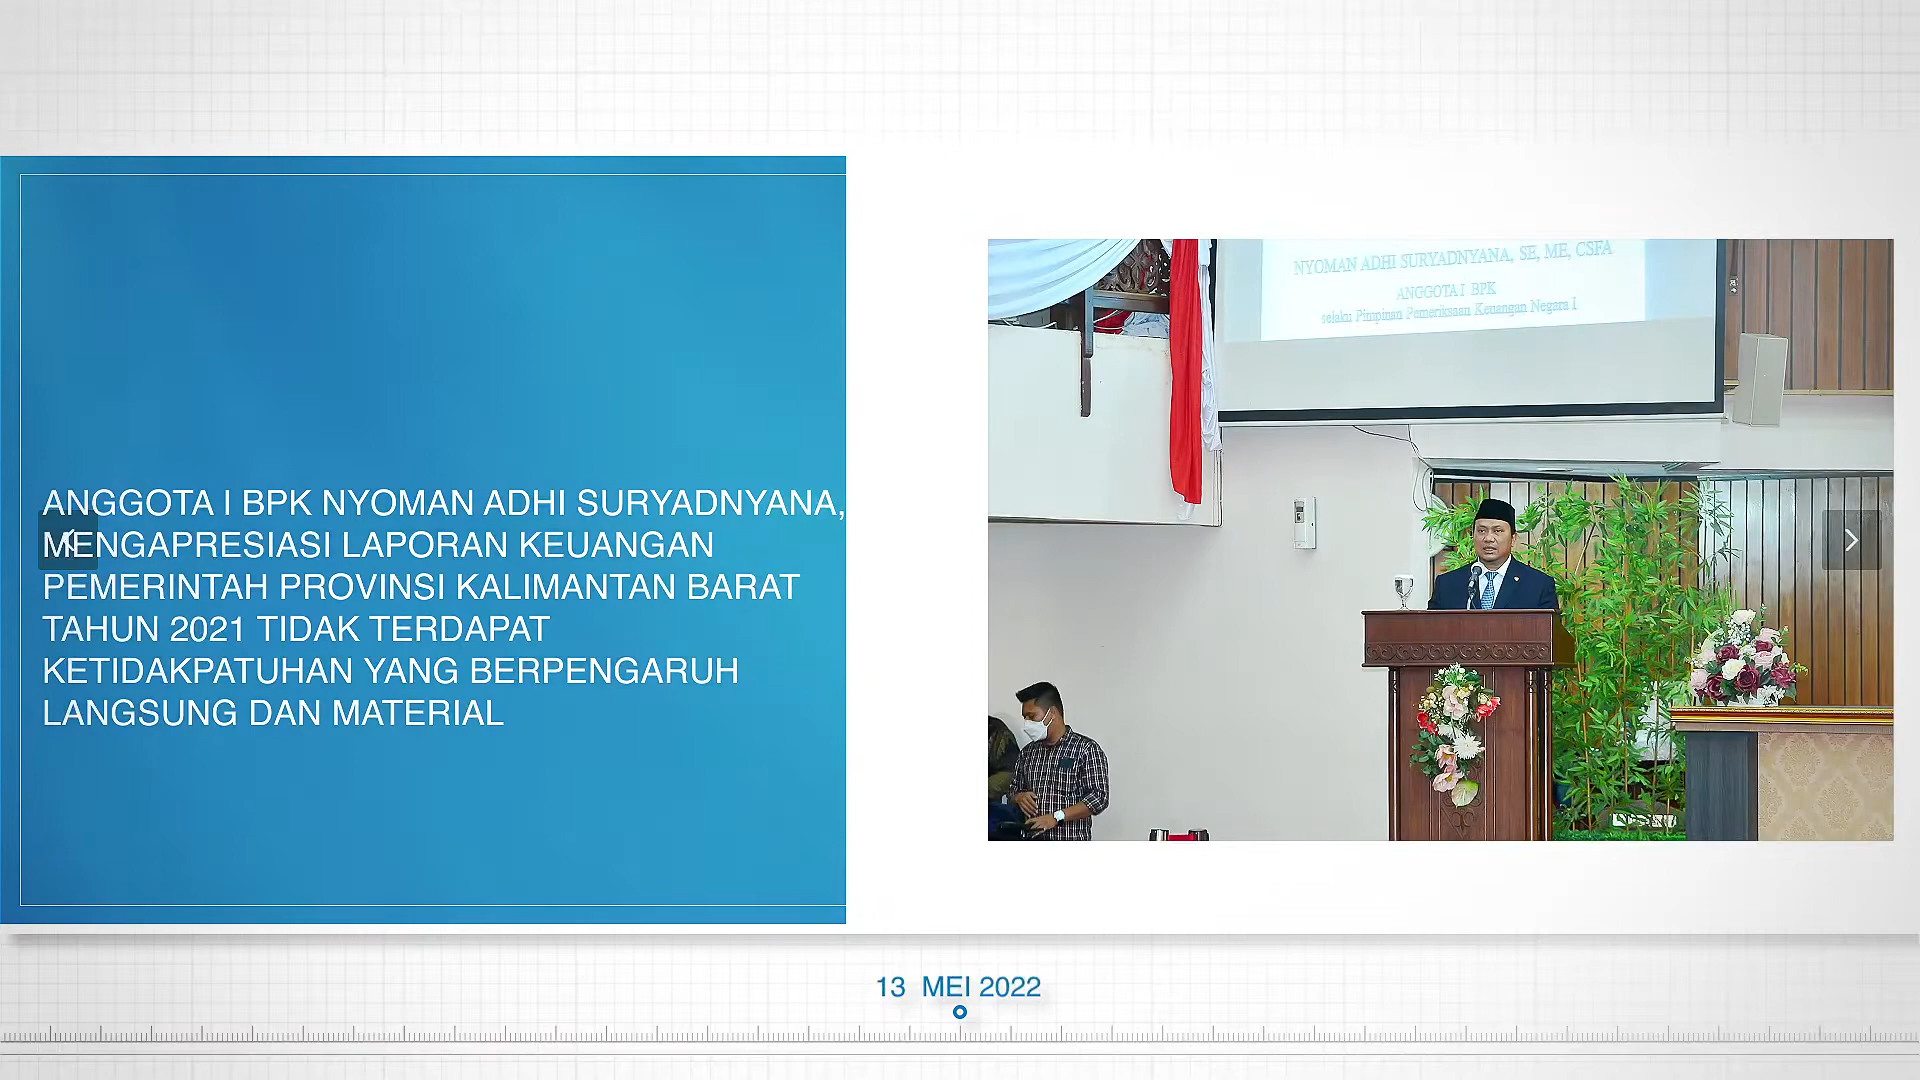 NYOMAN ADHI SURYADNYANA, SE, ME, CSFA
ANGGOTA I BPK
selaku Pimpinan Pemeriksaan Keuangan Negara I
ANGGOTA I BPK NYOMAN ADHI SURYADNYANA,
MENGAPRESIASI LAPORAN KEUANGAN
PEMERINTAH PROVINSI KALIMANTAN BARAT
TAHUN 2021 TIDAK TERDAPAT
KETIDAKPATUHAN YANG BERPENGARUH
LANGSUNG DAN MATERIAL
13 MEI 2022